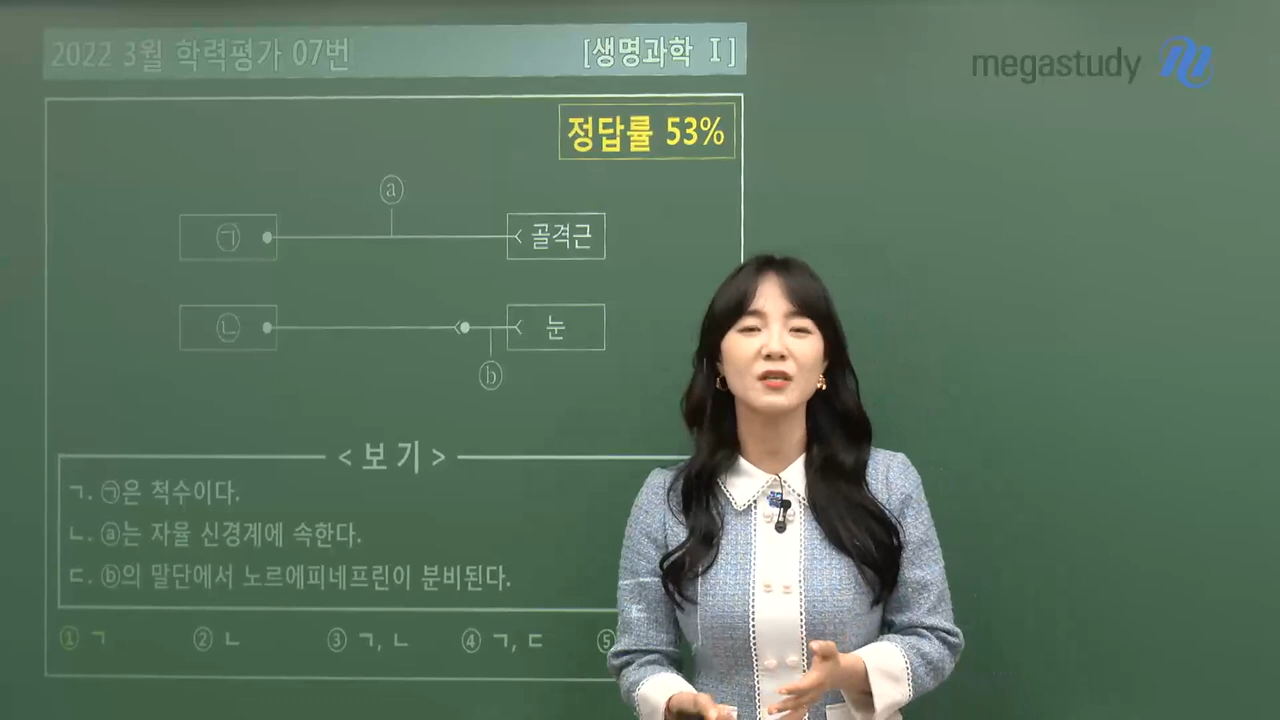 2022 3월 학력평가 07번 [생명과학 Ⅰ]
megastudy
정답률 53%
ⓐ
㉠ 골격근
㉡ 눈
ⓑ
< 보 기 >
ㄱ. ㉠은 척수이다.
ㄴ. ⓐ는 자율 신경계에 속한다.
ㄷ. ⓑ의 말단에서 노르에피네프린이 분비된다.
① ㄱ ② ㄴ ③ ㄱ, ㄴ ④ ㄱ, ㄷ ⑤